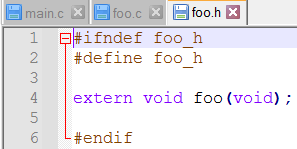 main.c foo.c foo.h
1 #ifndef foo_h
2 #define foo_h
3
4 extern void foo(void);
5
6 #endif